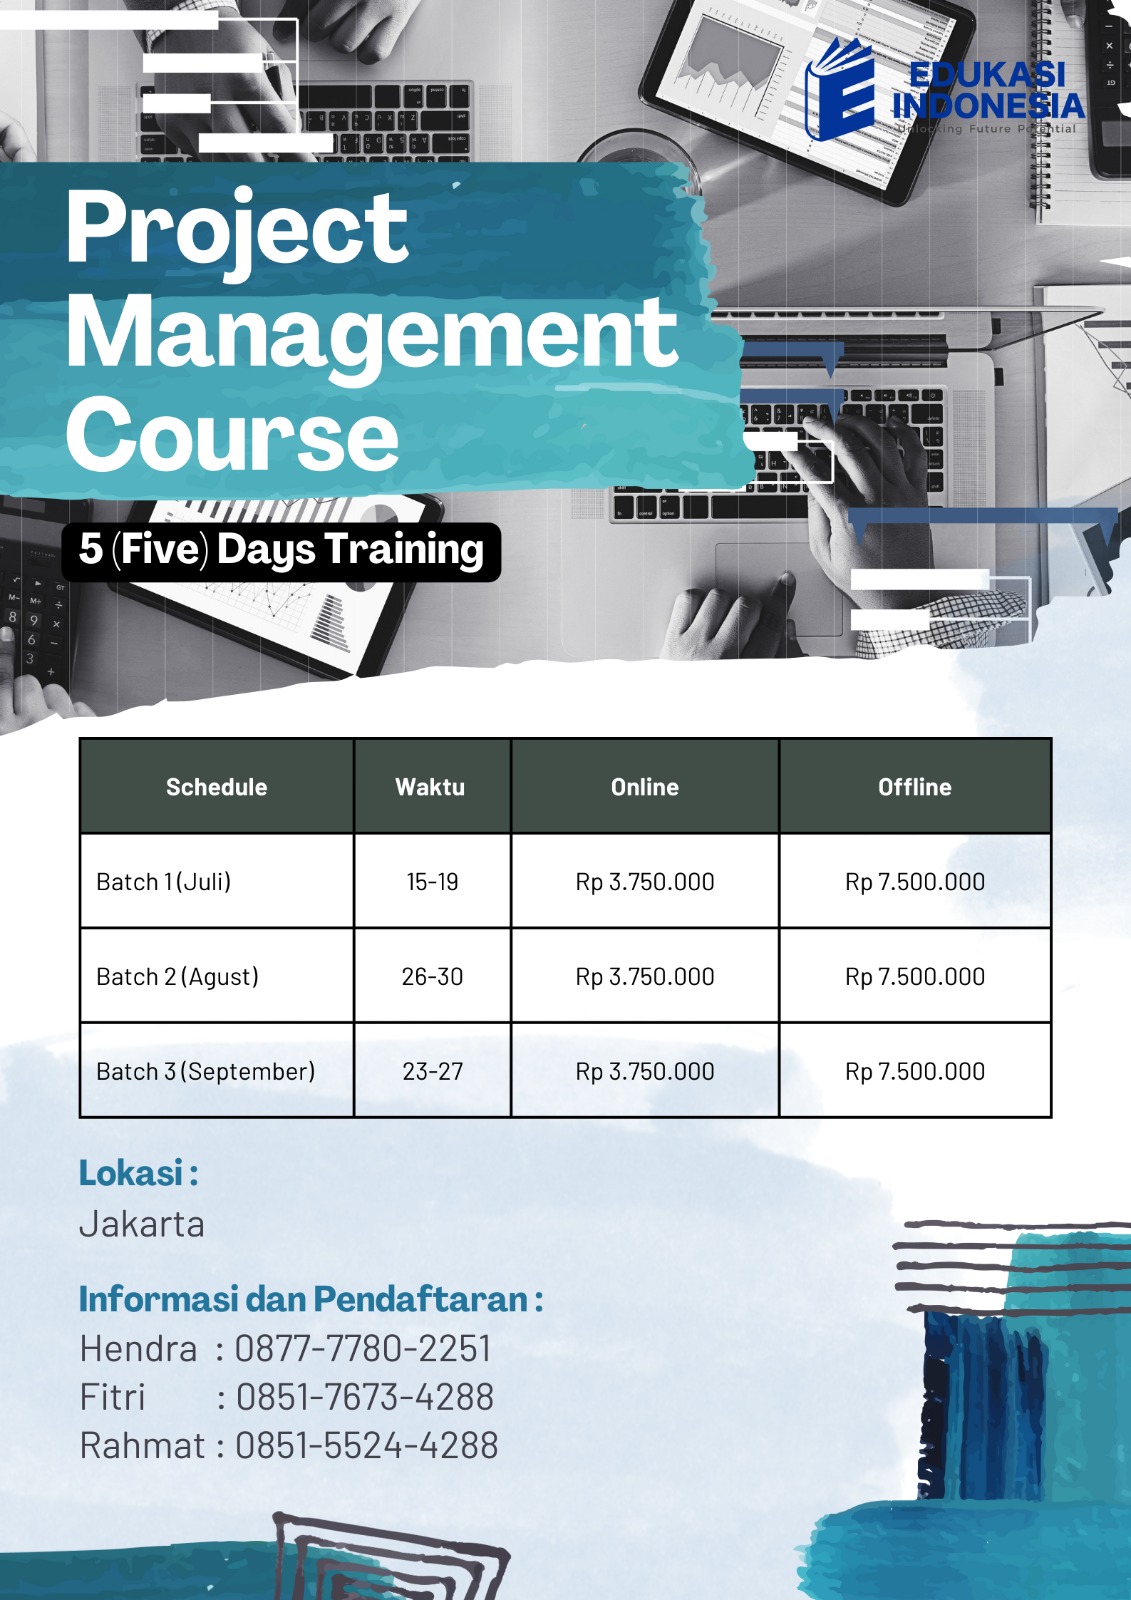 EDUKASI
INDONESIA
Unlocking Future Potential
Project
Management
Course
5 (Five) Days Training
Schedule Waktu Online Offline
Batch 1 (Juli) 15-19 Rp 3.750.000 Rp 7.500.000
Batch 2 (Agust) 26-30 Rp 3.750.000 Rp 7.500.000
Batch 3 (September) 23-27 Rp 3.750.000 Rp 7.500.000
Lokasi :
Jakarta
Informasi dan Pendaftaran :
Hendra : 0877-7780-2251
Fitri : 0851-7673-4288
Rahmat : 0851-5524-4288